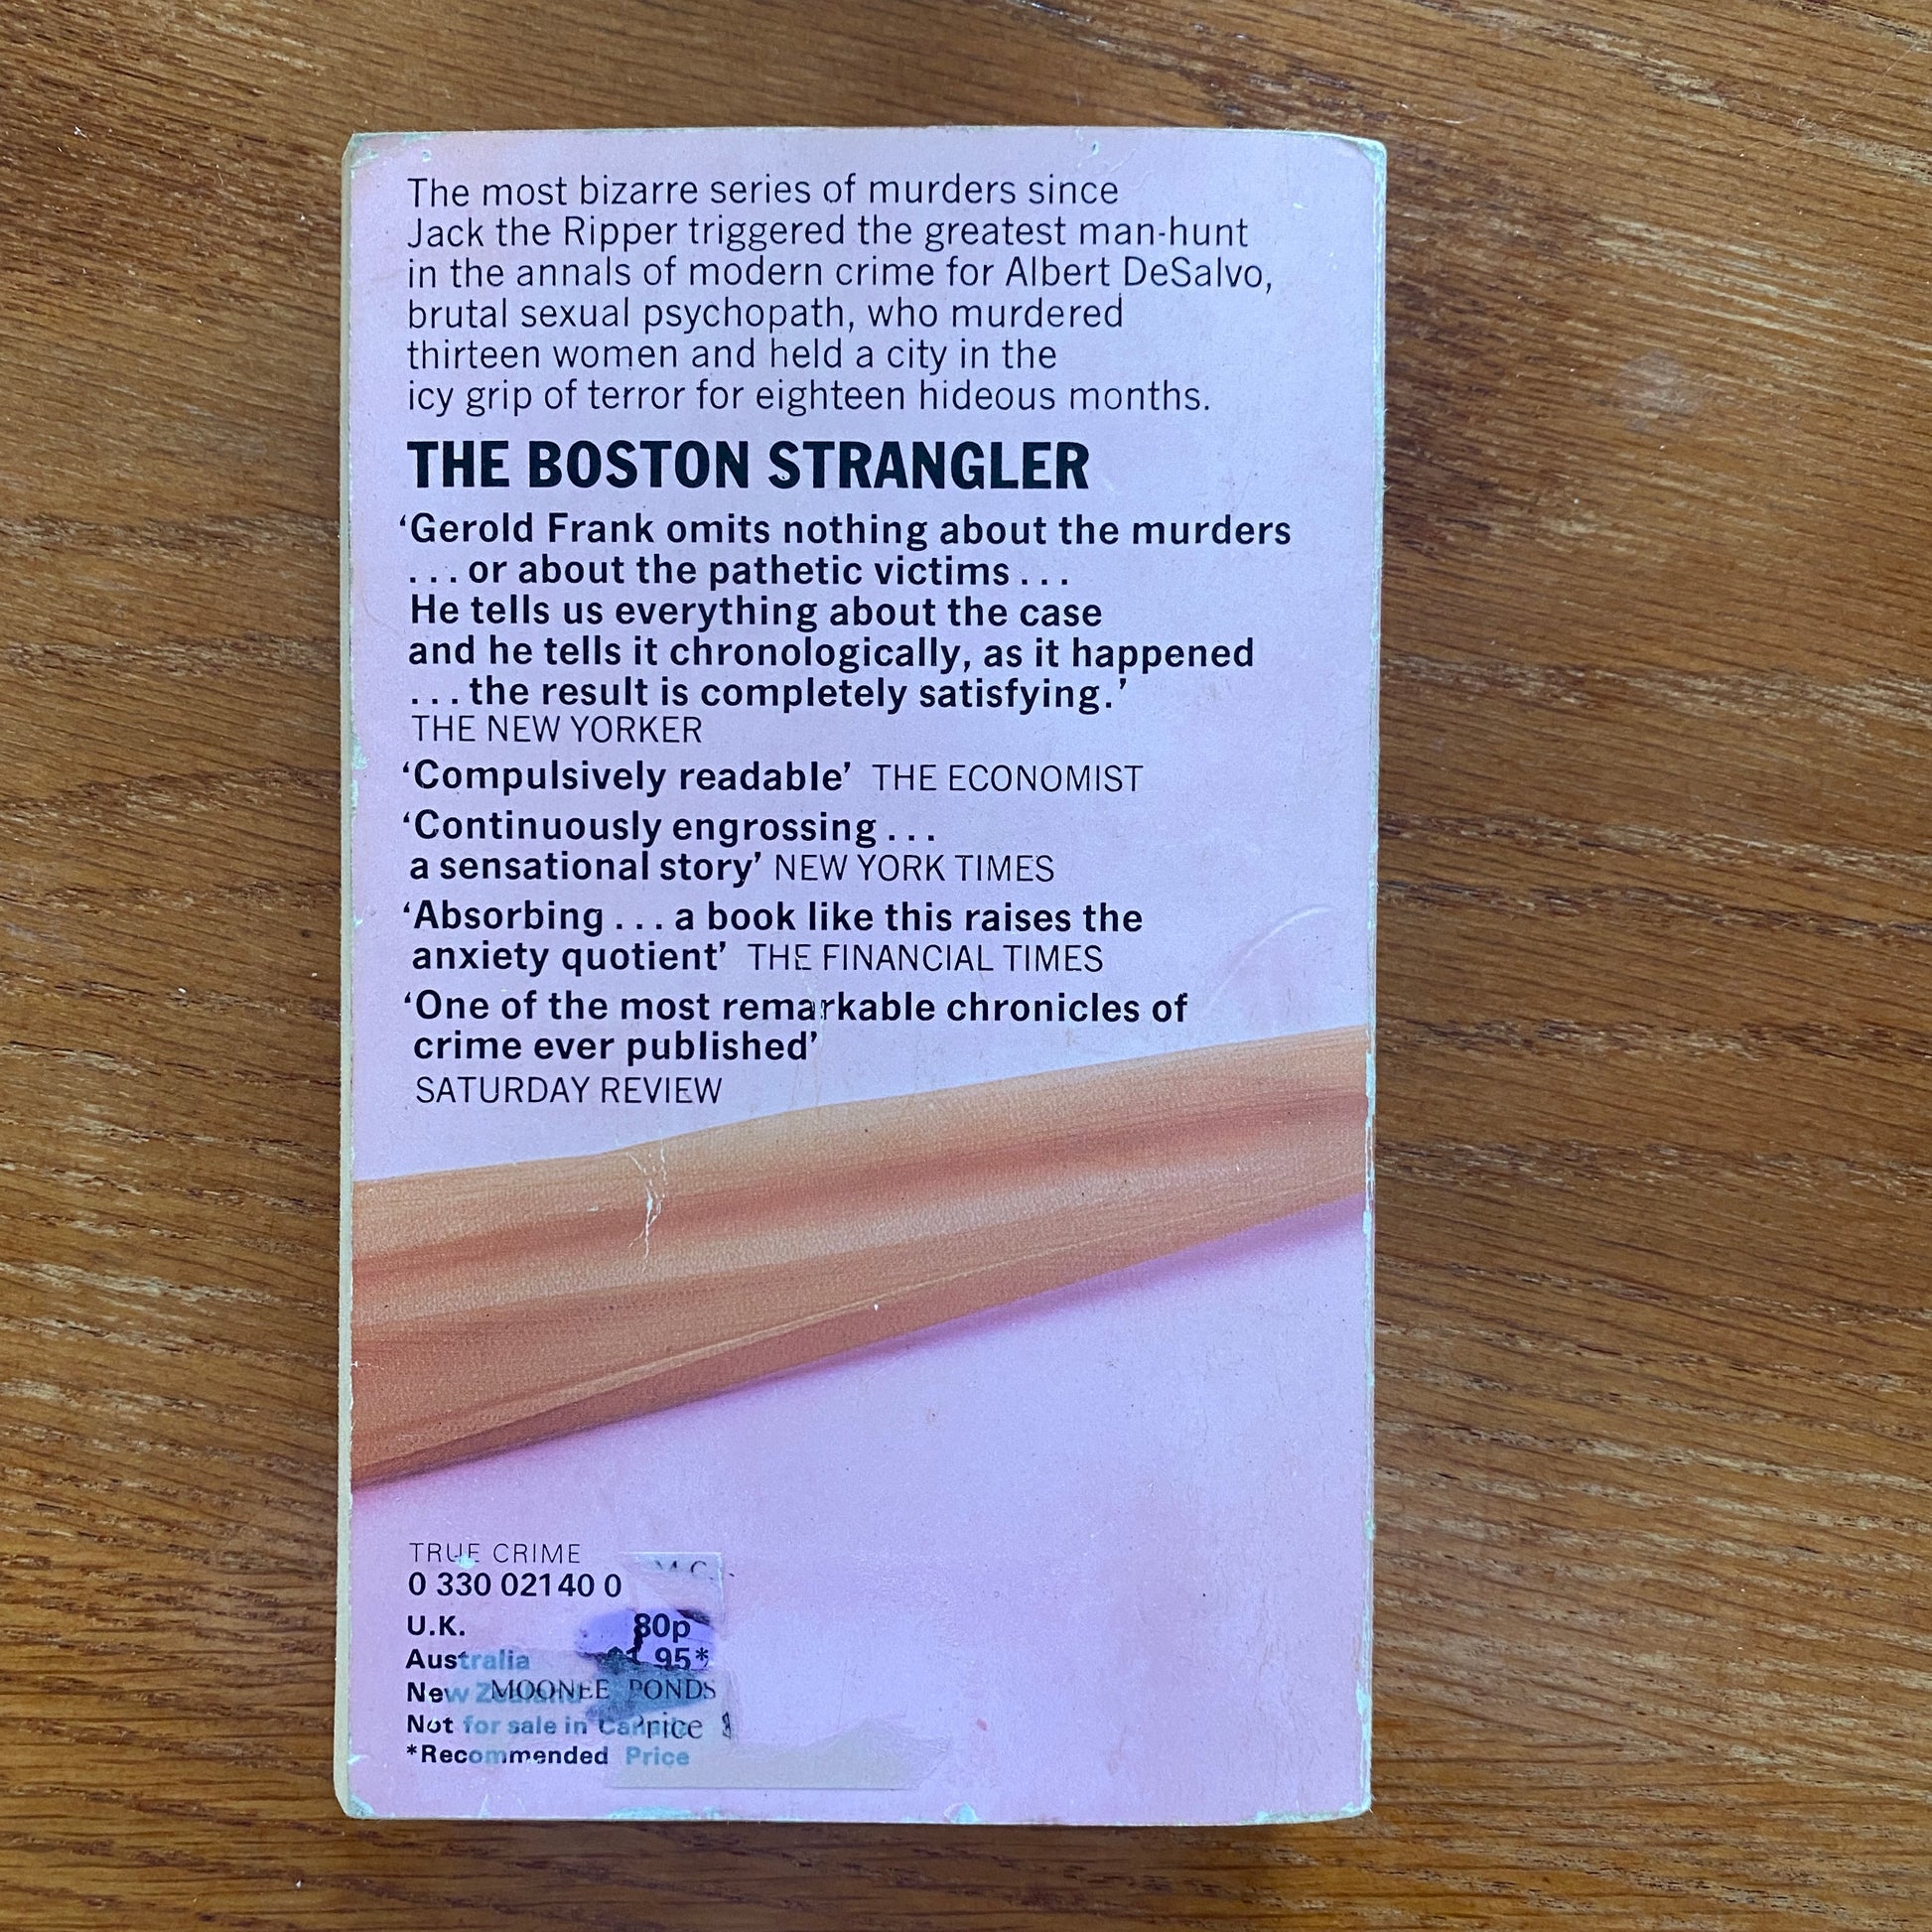 The most bizarre series of murders since
Jack the Ripper triggered the greatest man-hunt
in the annals of modern crime for Albert DeSalvo,
brutal sexual psychopath, who murdered
thirteen women and held a city in the
icy grip of terror for eighteen hideous months.
THE BOSTON STRANGLER
‘Gerold Frank omits nothing about the murders
. . . or about the pathetic victims . . .
He tells us everything about the case
and he tells it chronologically, as it happened
. . . the result is completely satisfying.’
THE NEW YORKER
‘Compulsively readable’ THE ECONOMIST
‘Continuously engrossing . . .
a sensational story’ NEW YORK TIMES
‘Absorbing . . . a book like this raises the
anxiety quotient’ THE FINANCIAL TIMES
‘One of the most remarkable chronicles of
crime ever published’
SATURDAY REVIEW
TRUE CRIME
0 330 02140 0
U.K. 80p
Australia 95*
New MOONEE PONDS
Not for sale in
*Recommended Price